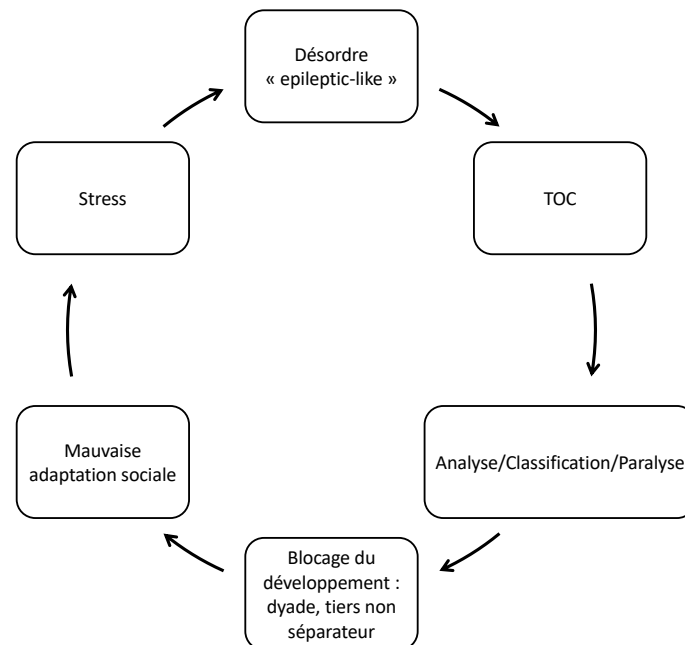 Désordre
« epileptic-like »
TOC
Analyse/Classification/Paralyse
Blocage du
développement :
dyade, tiers non
séparateur
Mauvaise
adaptation sociale
Stress